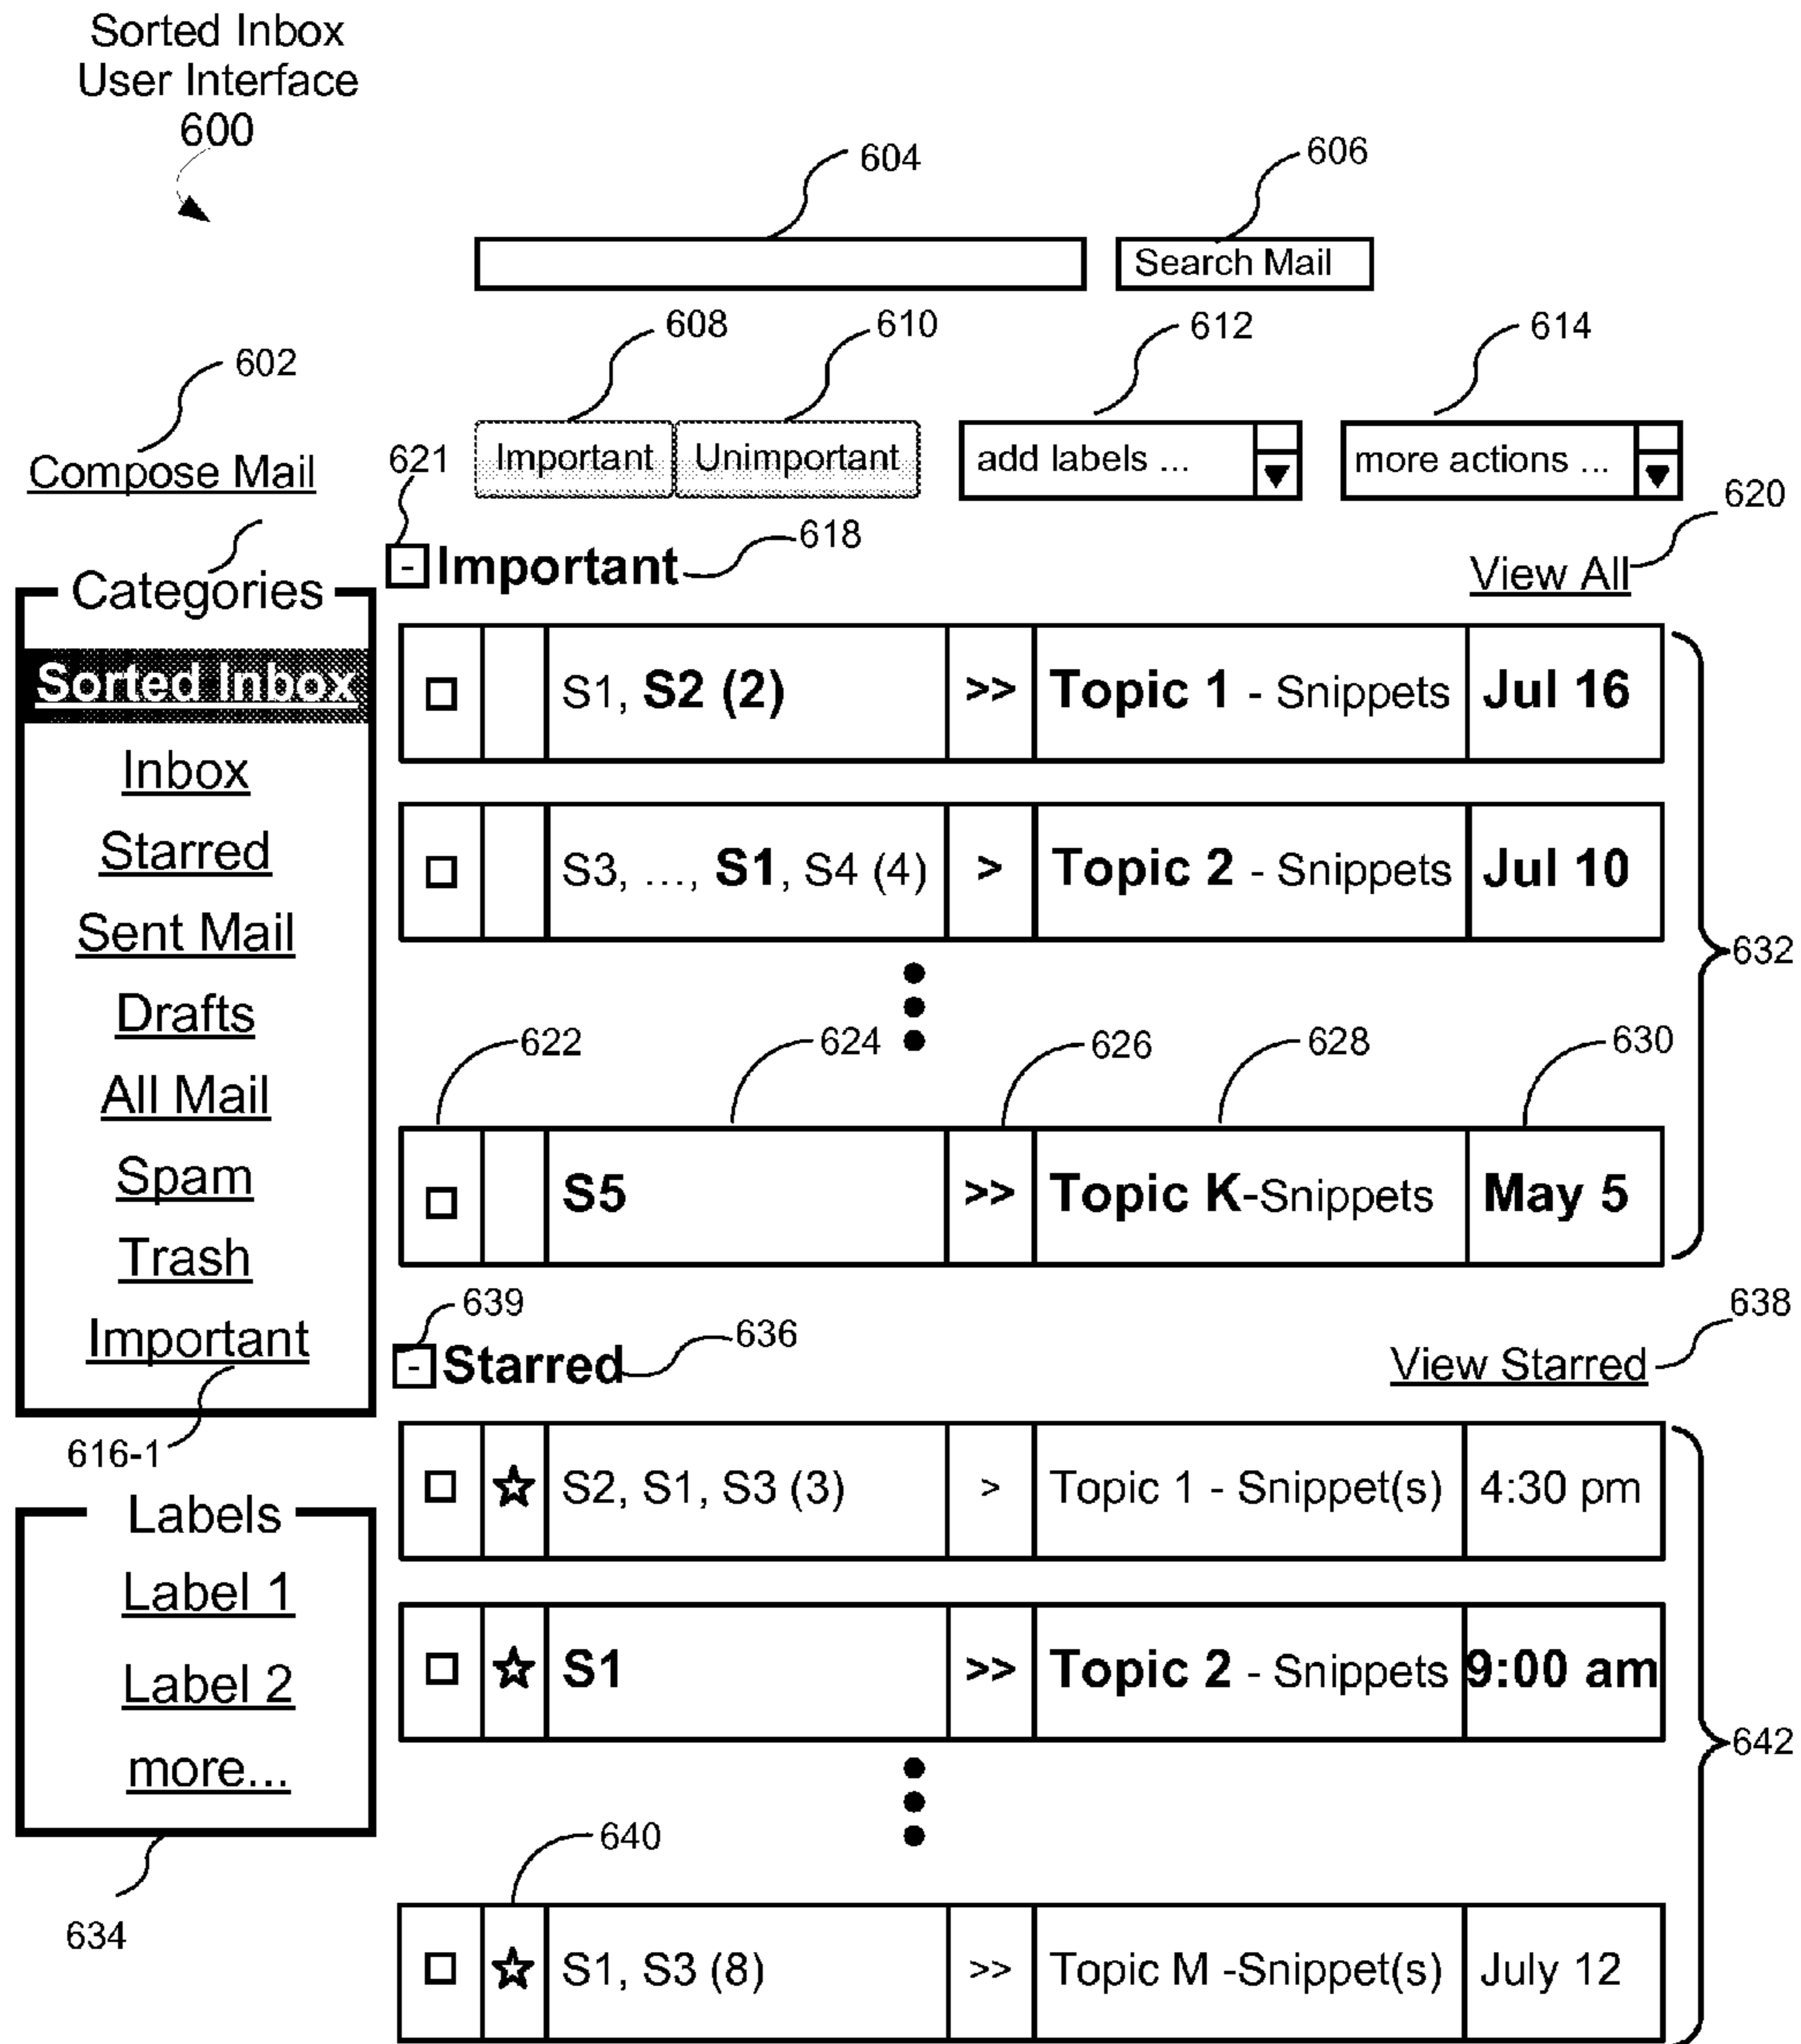 Sorted Inbox
User Interface
600
604
606
Search Mail
608
610
612
614
602
Compose Mail
621
Important
Unimportant
add labels ...
more actions ...
620
- Important
618
View All
Categories
Sorted Inbox
Inbox
Starred
Sent Mail
Drafts
All Mail
Spam
Trash
Important
616-1
S1, S2 (2) >> Topic 1 - Snippets Jul 16
S3, ..., S1, S4 (4) > Topic 2 - Snippets Jul 10
632
622
624
626
628
630
S5 >> Topic K-Snippets May 5
639
636
638
- Starred
View Starred
S2, S1, S3 (3) > Topic 1 - Snippet(s) 4:30 pm
S1 >> Topic 2 - Snippets 9:00 am
642
640
S1, S3 (8) >> Topic M -Snippet(s) July 12
Labels
Label 1
Label 2
more...
634